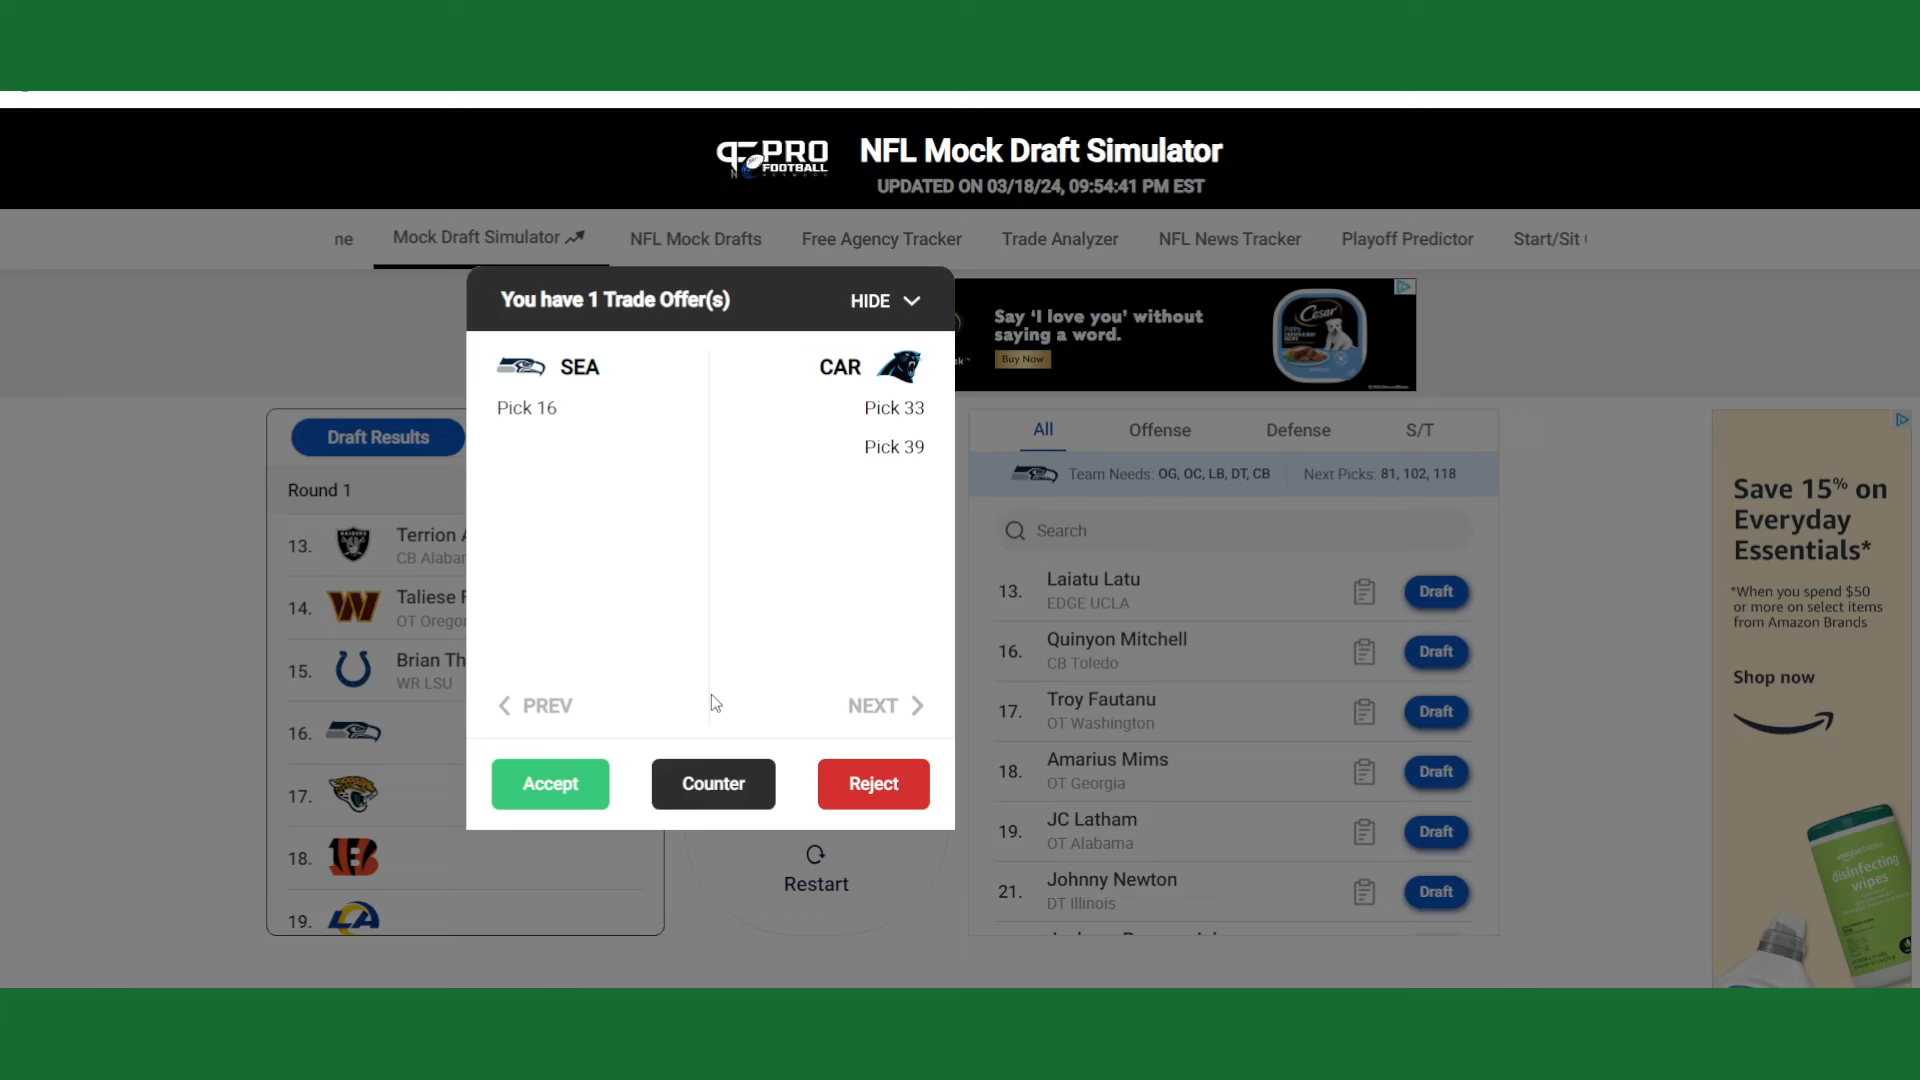 PRO
FOOTBALL
NETWORK
NFL Mock Draft Simulator
UPDATED ON 03/18/24, 09:54:41 PM EST
ne
Mock Draft Simulator
NFL Mock Drafts
Free Agency Tracker
Trade Analyzer
NFL News Tracker
Playoff Predictor
Start/Sit
You have 1 Trade Offer(s)
HIDE
SEA
CAR
Pick 16
Pick 33
Pick 39
PREV
NEXT
Accept
Counter
Reject
Say ‘I love you’ without
saying a word.
Buy Now
Cesar
Draft Results
Round 1
13.
RAIDERS
Terrion
CB Alabar
14.
Taliese
OT Oregon
15.
Brian Th
WR LSU
16.
17.
18.
19.
Restart
All
Offense
Defense
S/T
Team Needs: OG, OC, LB, DT, CB
Next Picks: 81, 102, 118
Search
13.
Laiatu Latu
EDGE UCLA
Draft
16.
Quinyon Mitchell
CB Toledo
Draft
17.
Troy Fautanu
OT Washington
Draft
18.
Amarius Mims
OT Georgia
Draft
19.
JC Latham
OT Alabama
Draft
21.
Johnny Newton
DT Illinois
Draft
Save 15% on
Everyday
Essentials*
*When you spend $50
or more on select items
from Amazon Brands
Shop now
amazon basics
disinfecting
wipes